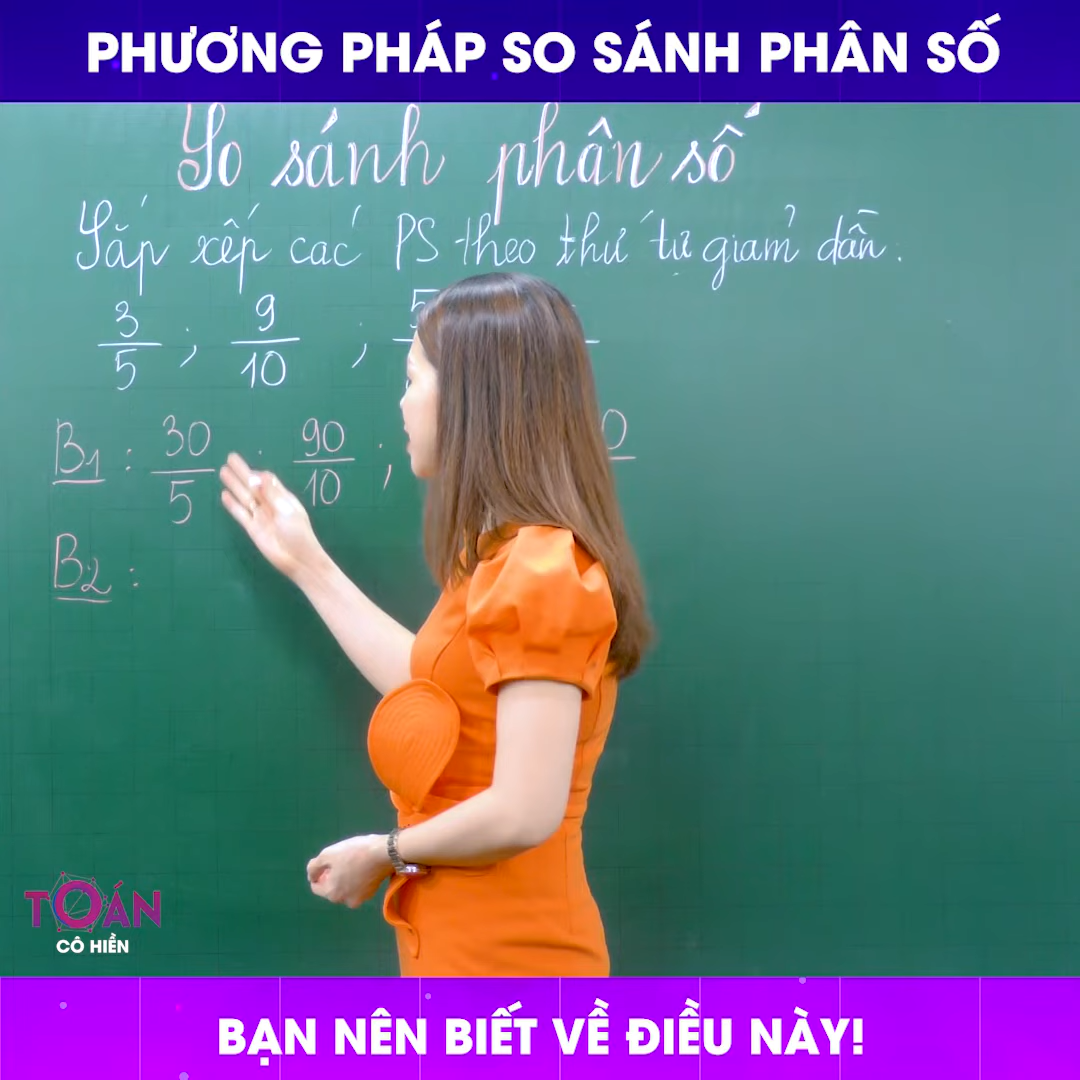 PHƯƠNG PHÁP SO SÁNH PHÂN SỐ
So sánh phân số
Sắp xếp các PS theo thứ tự giảm dần.
3/5 ; 9/10 ; 5
B1 : 30/5 ; 90/10 ; 0
B2 :
TOÁN
CÔ HIỀN
BẠN NÊN BIẾT VỀ ĐIỀU NÀY!